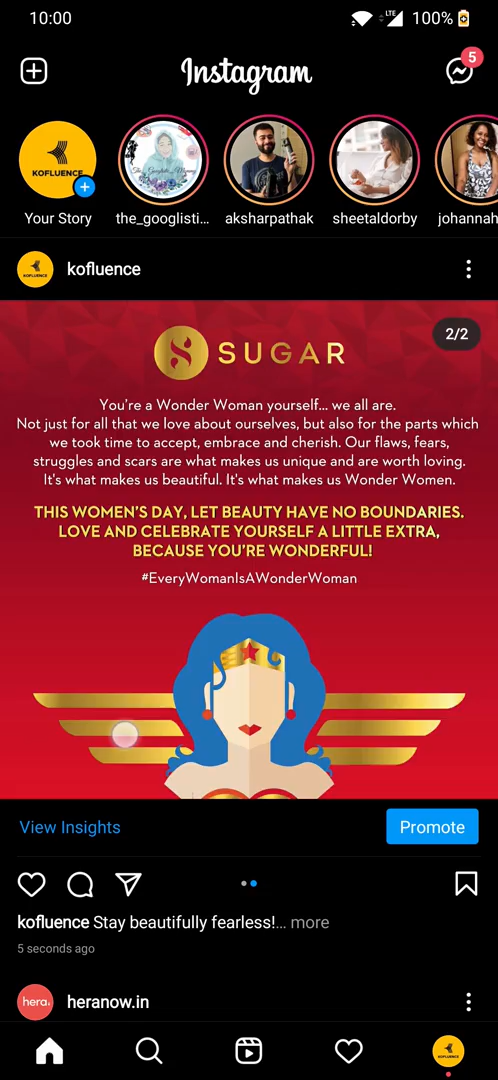 10:00
LTE
100%
Instagram
5
KOFLUENCE
Your Story
the_googlisti...
aksharpathak
sheetaldorby
johannah
kofluence
2/2
SUGAR
You're a Wonder Woman yourself... we all are.
Not just for all that we love about ourselves, but also for the parts which
we took time to accept, embrace and cherish. Our flaws, fears,
struggles and scars are what makes us unique and are worth loving.
It's what makes us beautiful. It's what makes us Wonder Women.
THIS WOMEN'S DAY, LET BEAUTY HAVE NO BOUNDARIES.
LOVE AND CELEBRATE YOURSELF A LITTLE EXTRA,
BECAUSE YOU'RE WONDERFUL!
#EveryWomanIsAWonderWoman
View Insights
Promote
kofluence Stay beautifully fearless!... more
5 seconds ago
hera.
heranow.in